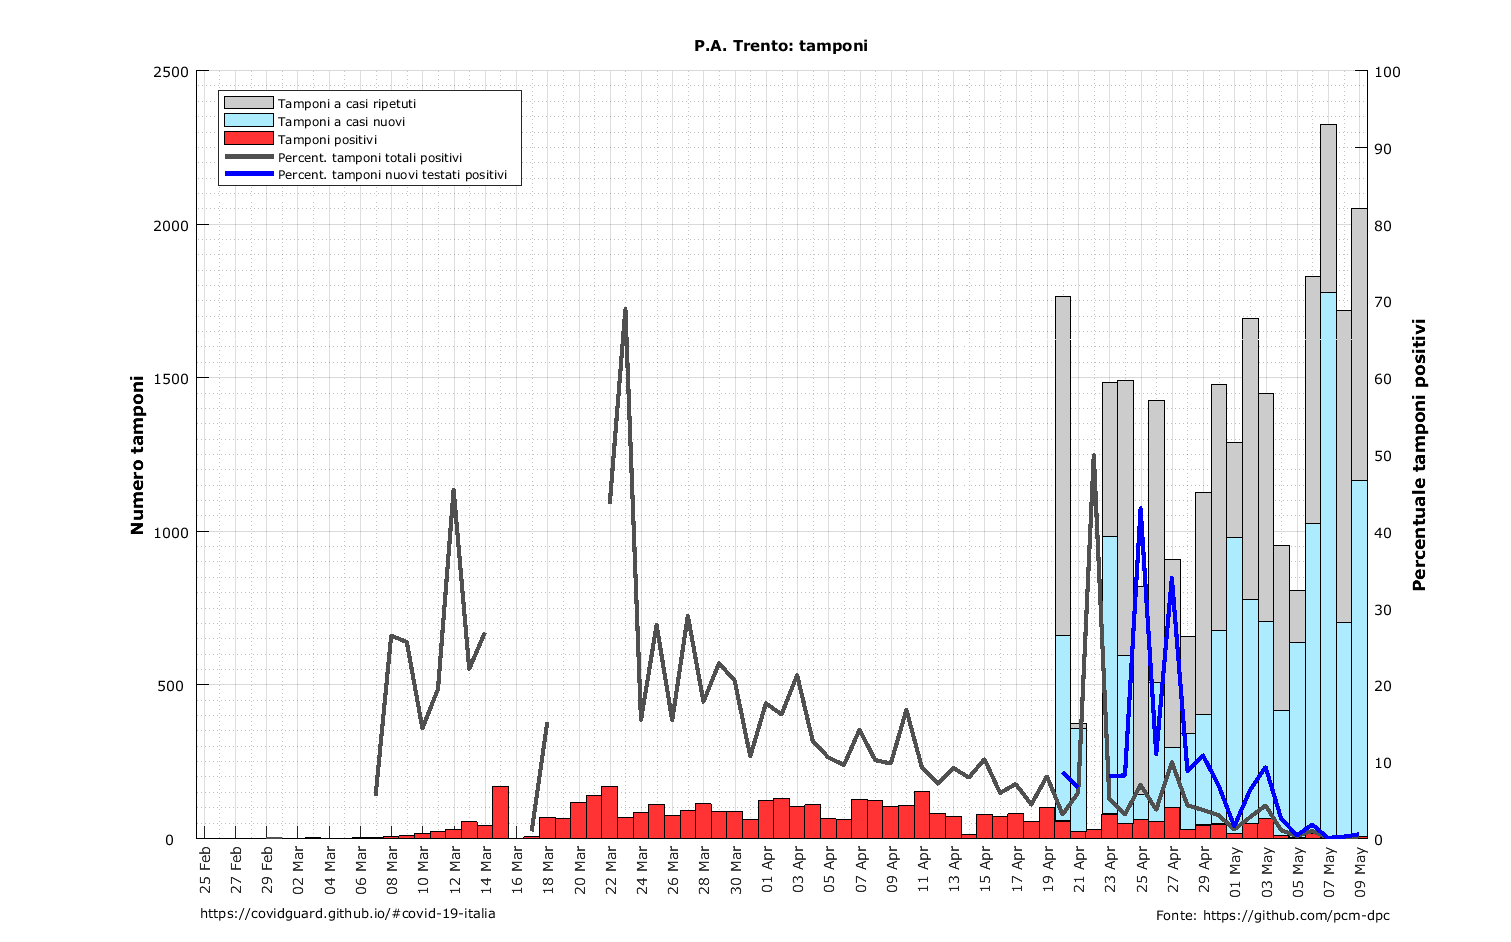 P.A. Trento: tamponi
2500
2000
1500
1000
500
0
Numero tamponi
Tamponi a casi ripetuti
Tamponi a casi nuovi
Tamponi positivi
Percent. tamponi totali positivi
Percent. tamponi nuovi testati positivi
100
90
80
70
60
50
40
30
20
10
0
Percentuale tamponi positivi
25 Feb
27 Feb
29 Feb
02 Mar
04 Mar
06 Mar
08 Mar
10 Mar
12 Mar
14 Mar
16 Mar
18 Mar
20 Mar
22 Mar
24 Mar
26 Mar
28 Mar
30 Mar
01 Apr
03 Apr
05 Apr
07 Apr
09 Apr
11 Apr
13 Apr
15 Apr
17 Apr
19 Apr
21 Apr
23 Apr
25 Apr
27 Apr
29 Apr
01 May
03 May
05 May
07 May
09 May
https://covidguard.github.io/#covid-19-italia
Fonte: https://github.com/pcm-dpc